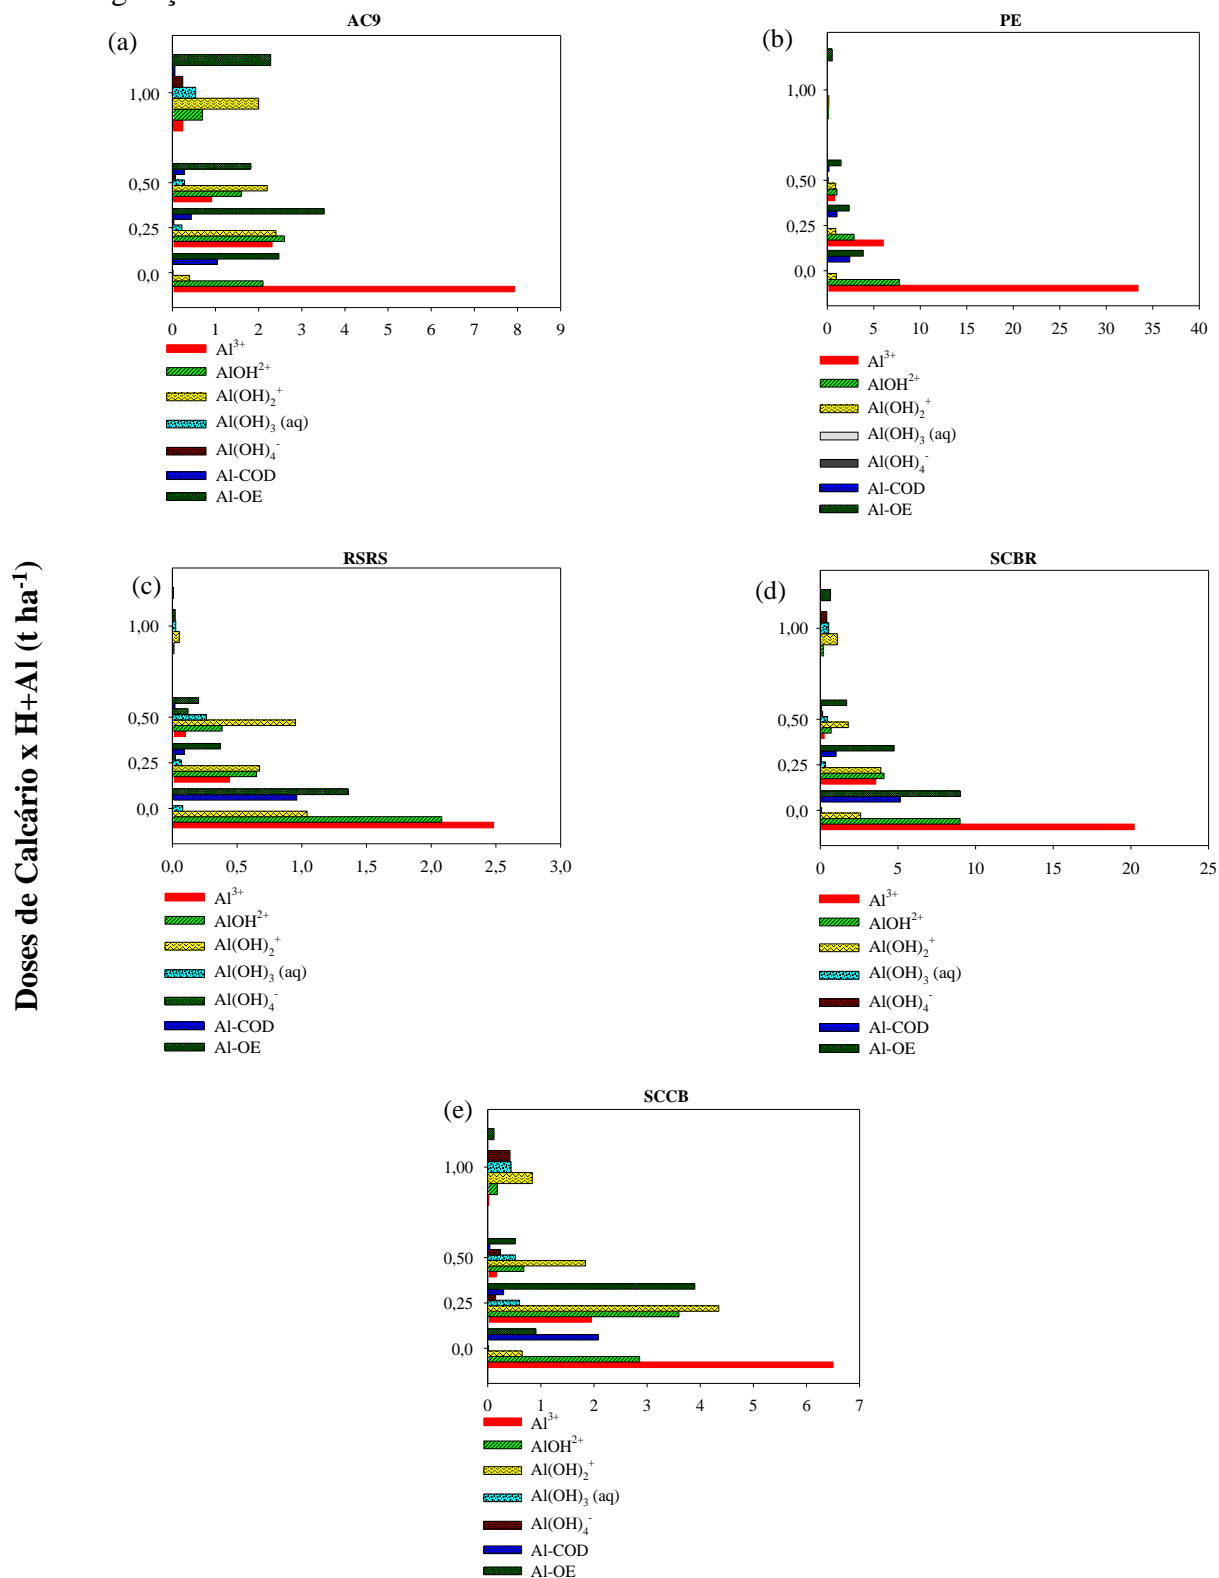 AC9
(a)
1,00
0,50
0,25
0,0
0 1 2 3 4 5 6 7 8 9
Al³⁺
AlOH²⁺
Al(OH)₂⁺
Al(OH)₃ (aq)
Al(OH)₄⁻
Al-COD
Al-OE
PE
(b)
1,00
0,50
0,25
0,0
0 5 10 15 20 25 30 35 40
Al³⁺
AlOH²⁺
Al(OH)₂⁺
Al(OH)₃ (aq)
Al(OH)₄⁻
Al-COD
Al-OE
Doses de Calcário x H+Al (t ha⁻¹)
RSRS
(c)
1,00
0,50
0,25
0,0
0,0 0,5 1,0 1,5 2,0 2,5 3,0
Al³⁺
AlOH²⁺
Al(OH)₂⁺
Al(OH)₃ (aq)
Al(OH)₄⁻
Al-COD
Al-OE
SCBR
(d)
1,00
0,50
0,25
0,0
0 5 10 15 20 25
Al³⁺
AlOH²⁺
Al(OH)₂⁺
Al(OH)₃ (aq)
Al(OH)₄⁻
Al-COD
Al-OE
SCCB
(e)
1,00
0,50
0,25
0,0
0 1 2 3 4 5 6 7
Al³⁺
AlOH²⁺
Al(OH)₂⁺
Al(OH)₃ (aq)
Al(OH)₄⁻
Al-COD
Al-OE